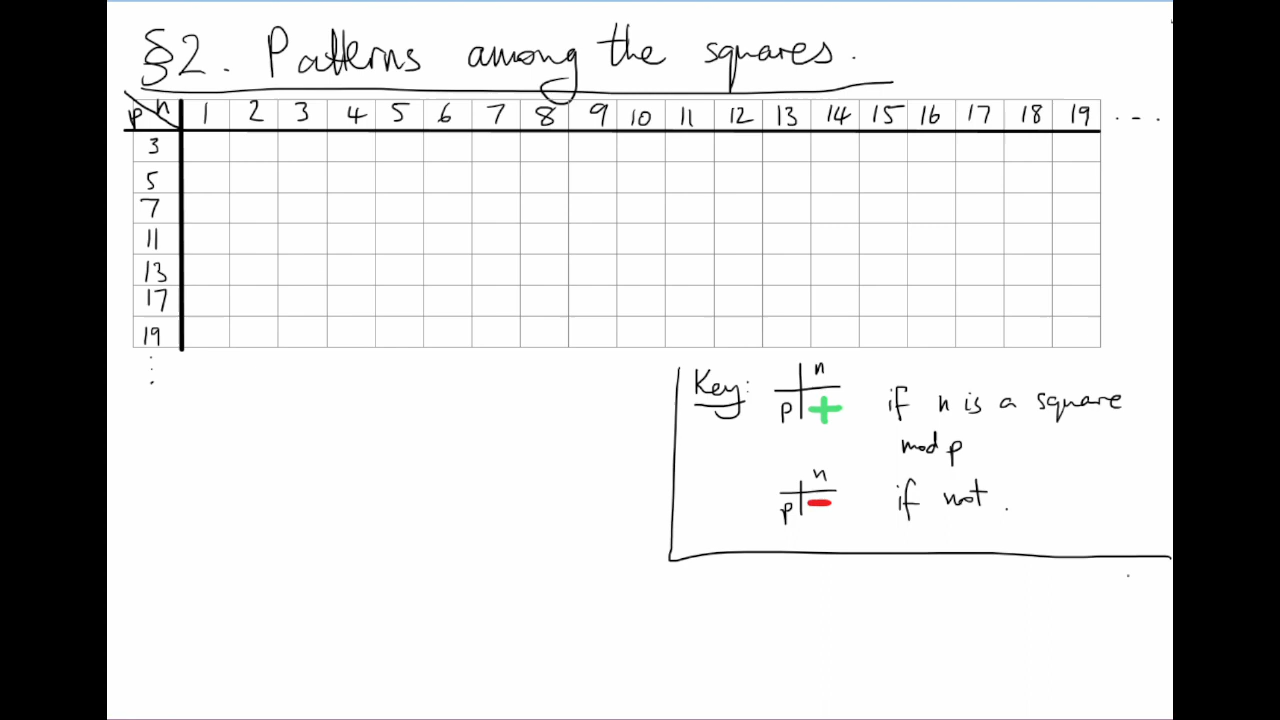 §2. Patterns among the squares.
p n 1 2 3 4 5 6 7 8 9 10 11 12 13 14 15 16 17 18 19 ...
3
5
7
11
13
17
19
⋮
Key: n
p + if n is a square
mod p
n
p - if not.